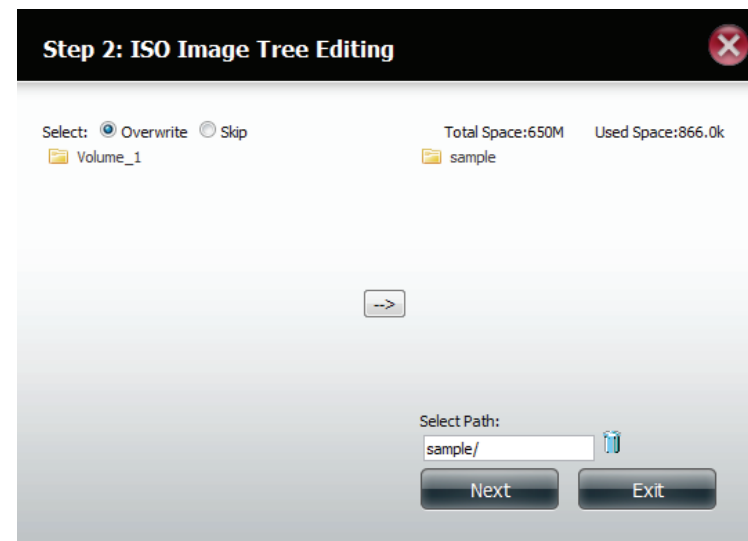 Step 2: ISO Image Tree Editing
Select: Overwrite Skip
Total Space:650M Used Space:866.0k
Volume_1
sample
-->
Select Path:
sample/
Next Exit